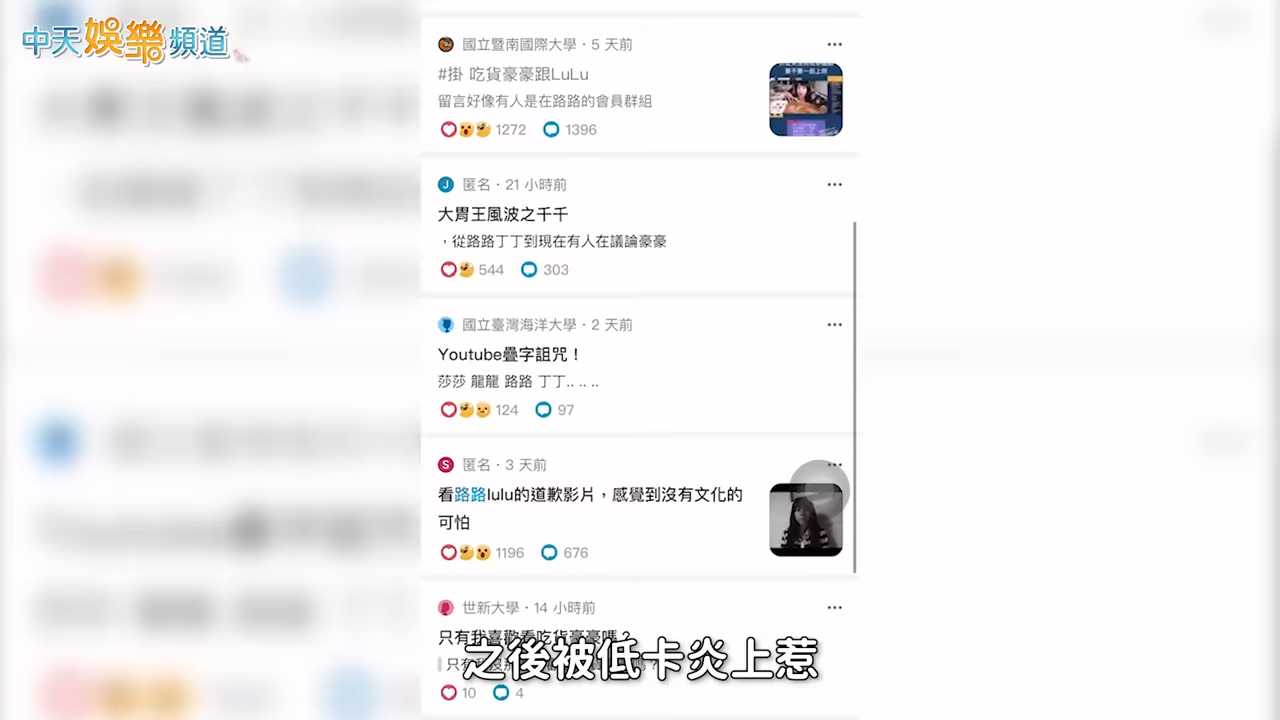 中天娛樂頻道
國立暨南國際大學・5 天前
#掛 吃貨豪豪跟LuLu
留言好像有人是在路路的會員群組
1272 1396
J 匿名・21 小時前
大胃王風波之千千
，從路路丁丁到現在有人在議論豪豪
544 303
國立臺灣海洋大學・2 天前
Youtube疊字詛咒！
莎莎 龍龍 路路 丁丁.. .. ..
124 97
S 匿名・3 天前
看路路lulu的道歉影片，感覺到沒有文化的
可怕
1196 676
世新大學・14 小時前
只有我喜歡看吃貨豪豪嗎？
之後被低卡炎上惹
10 4